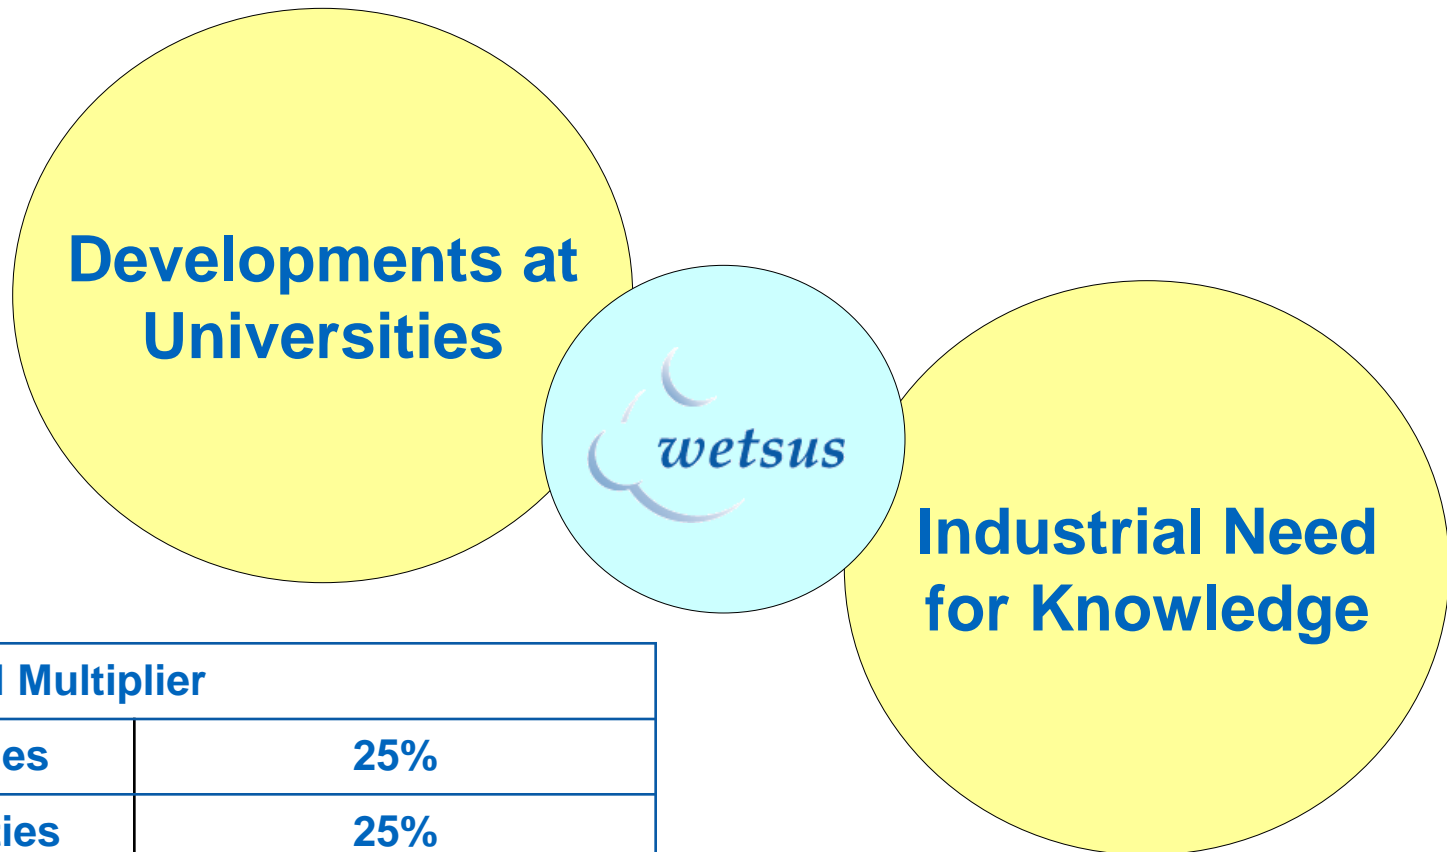 Developments at
Universities
wetsus
Industrial Need
for Knowledge
Multiplier
25%
25%